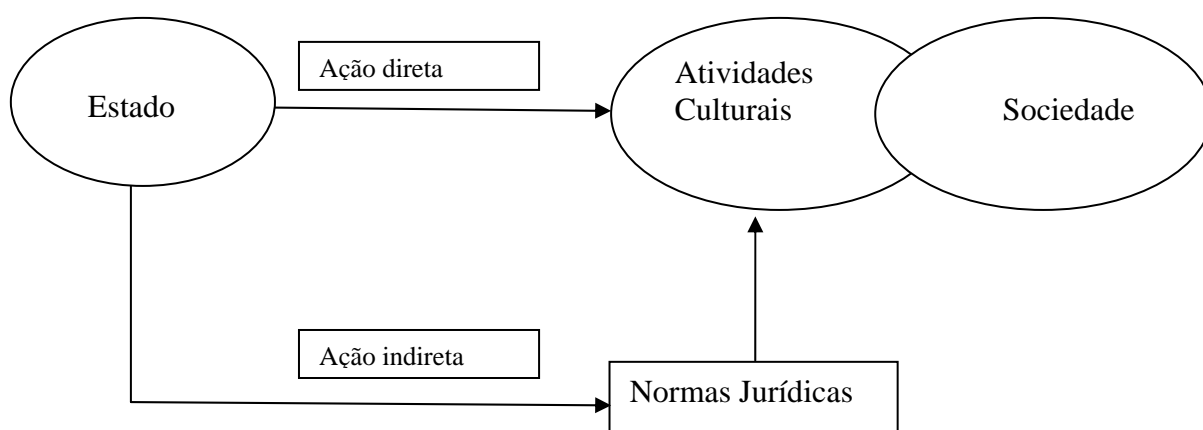 Ação direta
Estado
Atividades
Culturais
Sociedade
Ação indireta
Normas Jurídicas